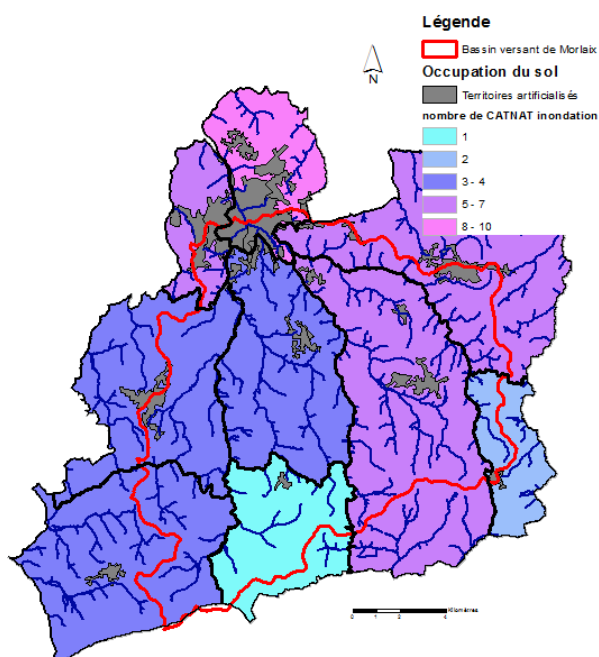 Légende
Bassin versant de Morlaix
N
Occupation du sol
Territoires artificialisés
nombre de CATNAT inondation
1
2
3 - 4
5 - 7
8 - 10
0 1 2 4 Kilomètres